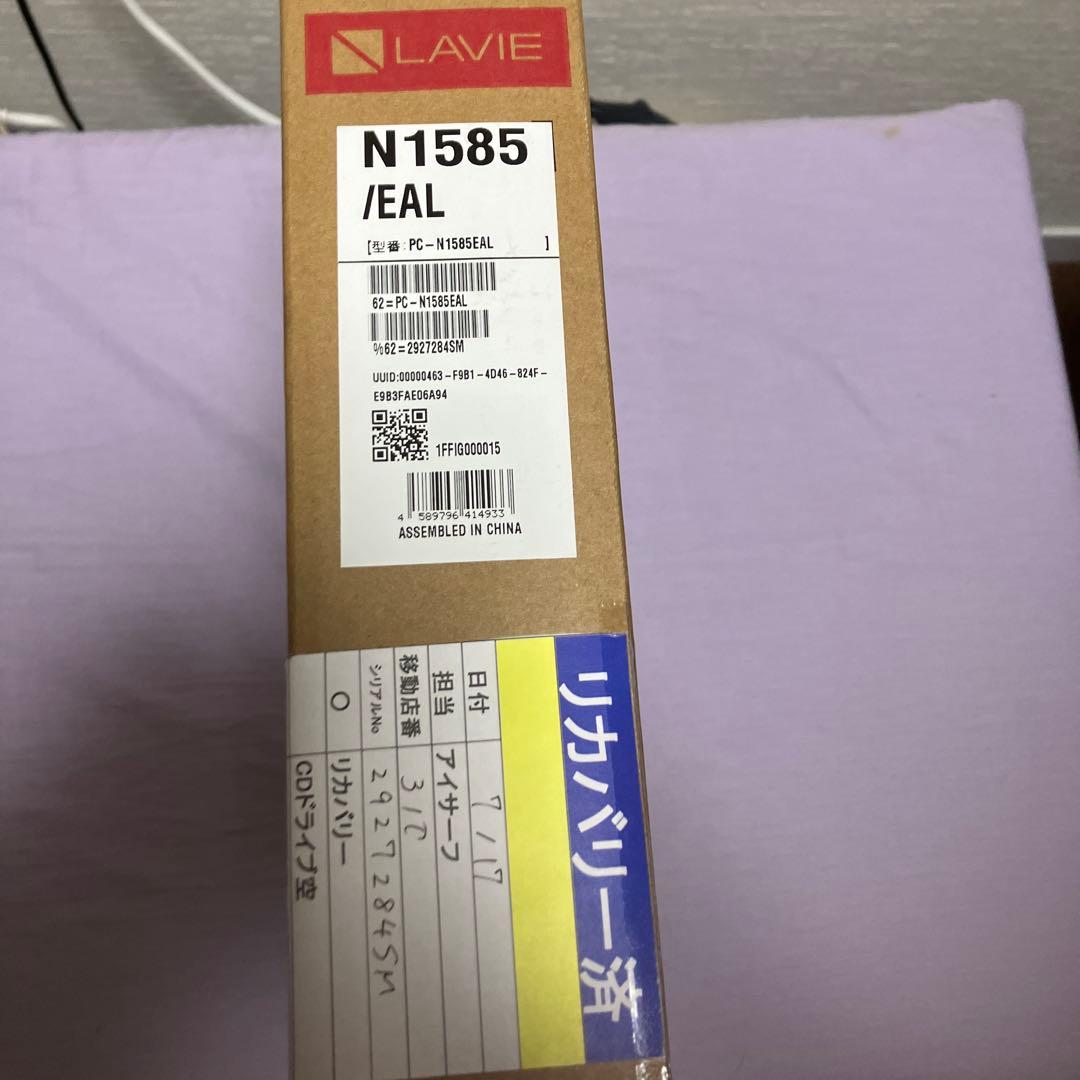 LAVIE
N1585
/EAL
[型番:PC-N1585EAL ]
62=PC-N1585EAL
%62=2927284SM
UUID:00000463-F9B1-4D46-824F-
E9B3FAE06A94
1FFIG000015
4 589796 414933
ASSEMBLED IN CHINA
リカバリー済
日付 7/17
担当 アイサーフ
移動店番
シリアルNo 2927284SM
○ リカバリー
CDドライブ空